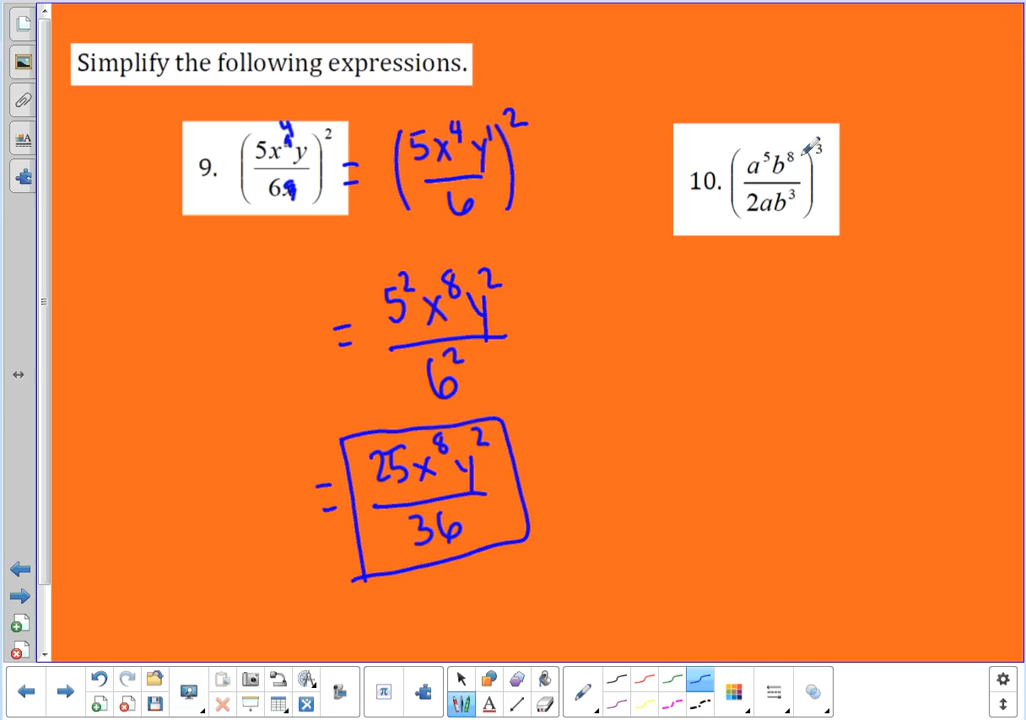 Simplify the following expressions.
9. (5x⁴y / 6)² = (5x⁴y¹ / 6)²
= 5²x⁸y² / 6²
= 25x⁸y² / 36
10. (a⁵b⁸ / 2ab³)³